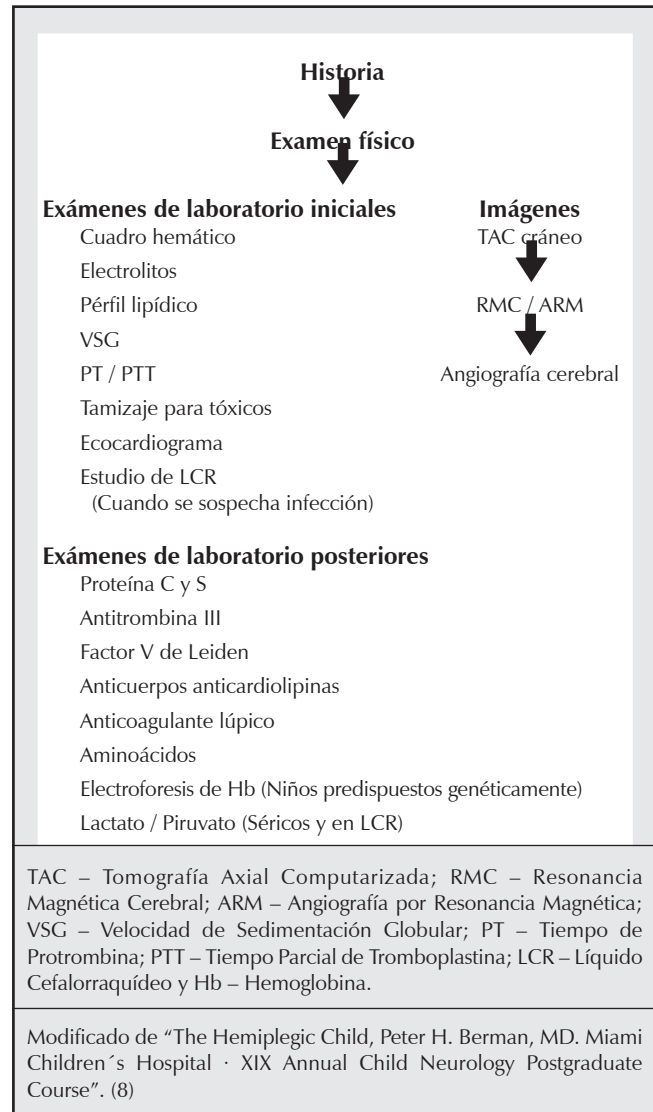 Historia
Examen físico
Exámenes de laboratorio iniciales
Cuadro hemático
Electrolitos
Pérfil lipídico
VSG
PT / PTT
Tamizaje para tóxicos
Ecocardiograma
Estudio de LCR
(Cuando se sospecha infección)
Imágenes
TAC cráneo
RMC / ARM
Angiografía cerebral
Exámenes de laboratorio posteriores
Proteína C y S
Antitrombina III
Factor V de Leiden
Anticuerpos anticardiolipinas
Anticoagulante lúpico
Aminoácidos
Electroforesis de Hb (Niños predispuestos genéticamente)
Lactato / Piruvato (Séricos y en LCR)
TAC – Tomografía Axial Computarizada; RMC – Resonancia
Magnética Cerebral; ARM – Angiografía por Resonancia Magnética;
VSG – Velocidad de Sedimentación Globular; PT – Tiempo de
Protrombina; PTT – Tiempo Parcial de Tromboplastina; LCR – Líquido
Cefalorraquídeo y Hb – Hemoglobina.
Modificado de “The Hemiplegic Child, Peter H. Berman, MD. Miami
Children´s Hospital · XIX Annual Child Neurology Postgraduate
Course”. (8)